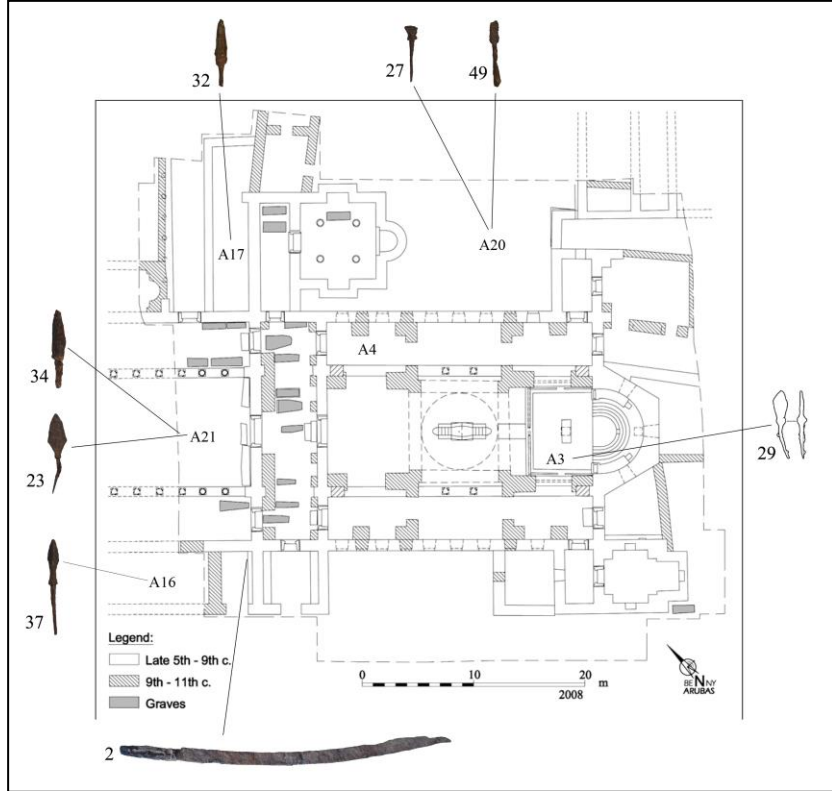 32
27
49
A17
A20
34
A4
A21
A3
29
23
37
A16
Legend:
Late 5th - 9th c.
9th - 11th c.
Graves
0 10 20 m
2008
BE N NY
ARUBAS
2